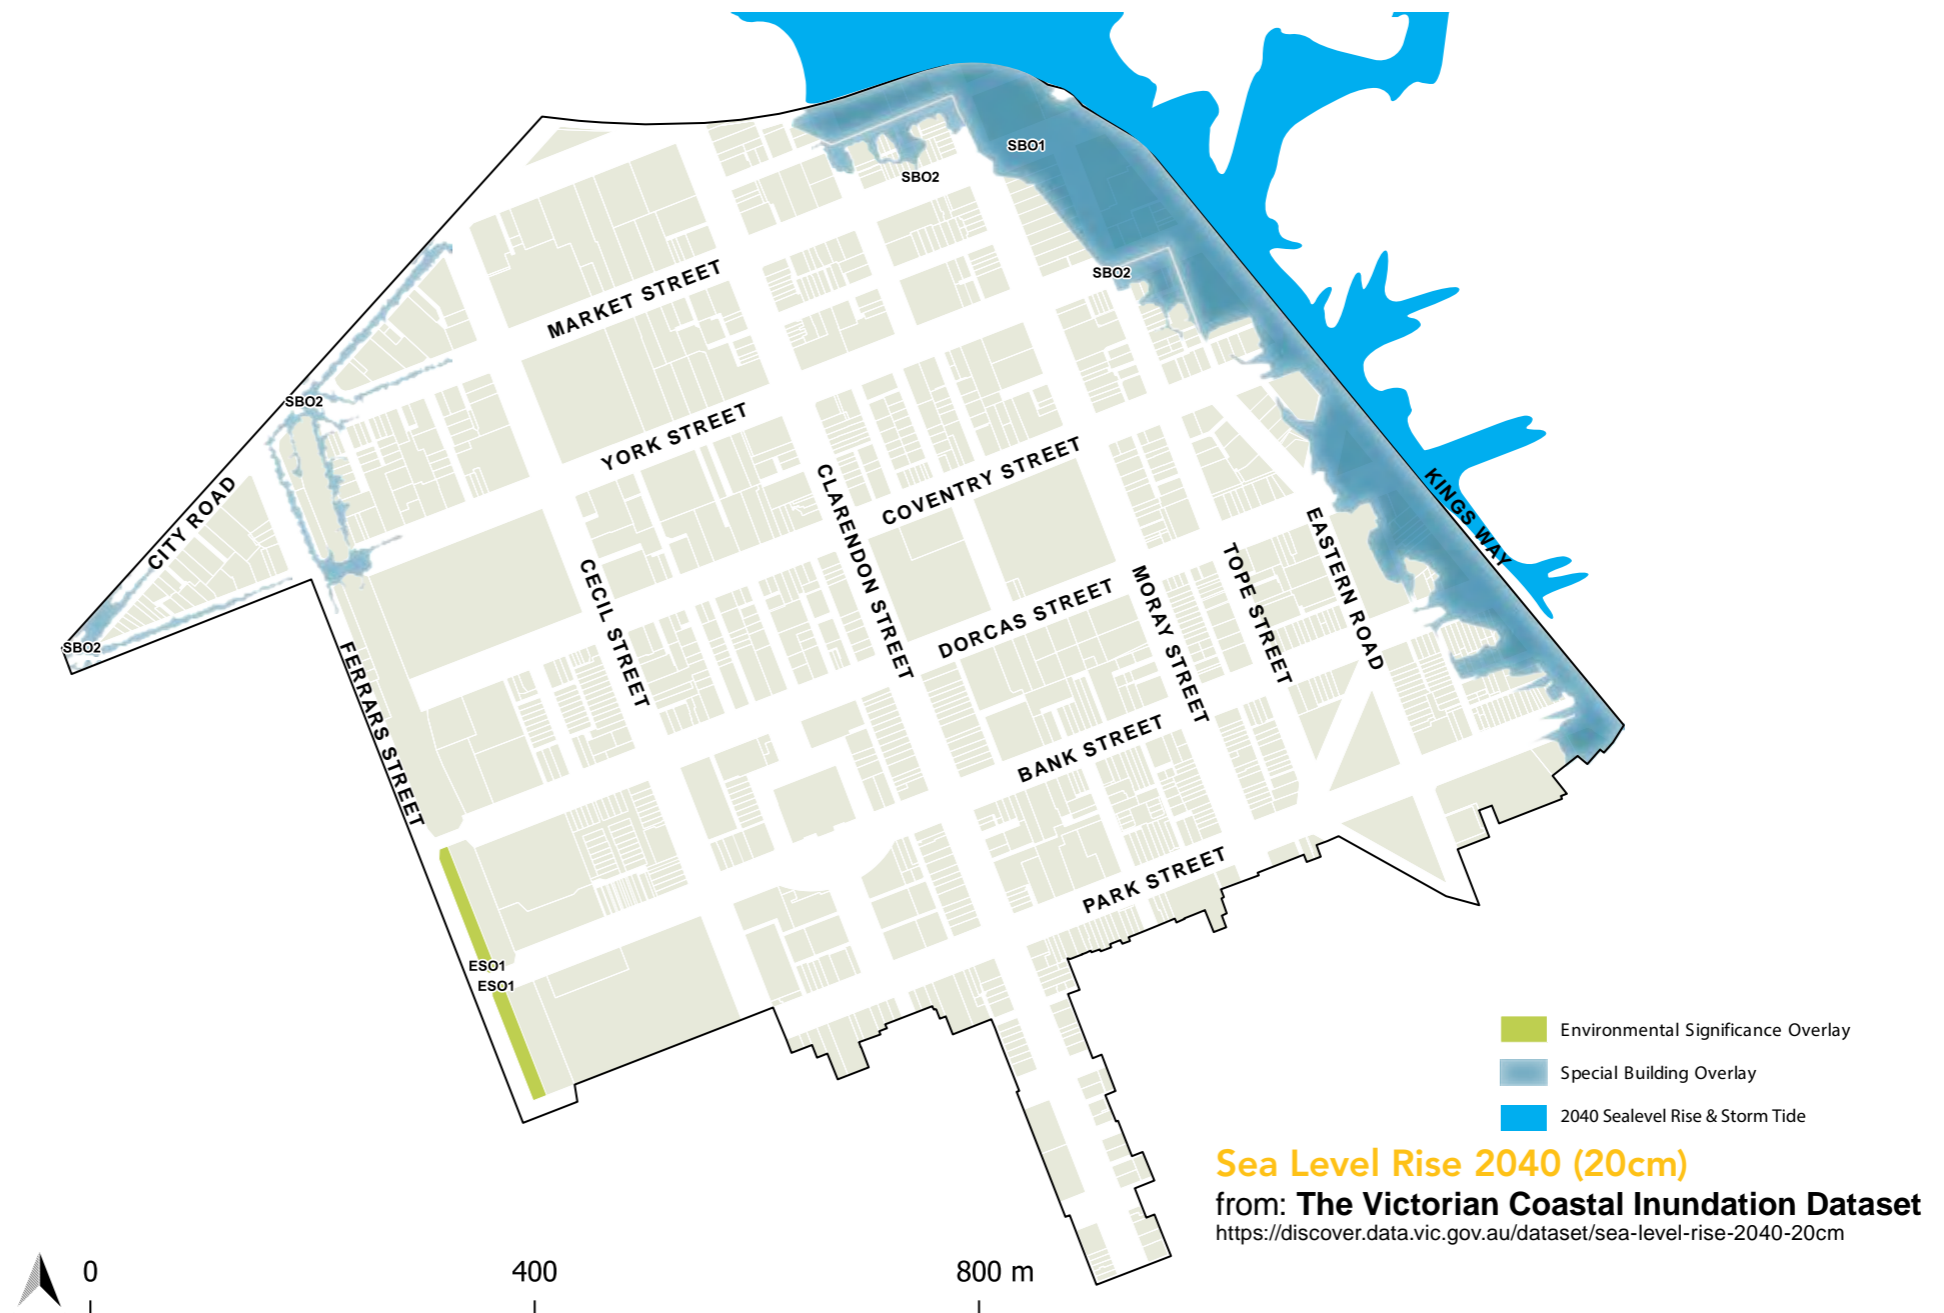 SBO1
SBO2
SBO2
MARKET STREET
SBO2
YORK STREET
KINGS WAY
COVENTRY STREET
CLARENDON STREET
CITY ROAD
EASTERN ROAD
TOPE STREET
CECIL STREET
MORAY STREET
DORCAS STREET
SBO2
FERRARS STREET
BANK STREET
PARK STREET
ESO1
ESO1
Environmental Significance Overlay
Special Building Overlay
2040 Sealevel Rise & Storm Tide
Sea Level Rise 2040 (20cm)
from: The Victorian Coastal Inundation Dataset
https://discover.data.vic.gov.au/dataset/sea-level-rise-2040-20cm
0 400 800 m